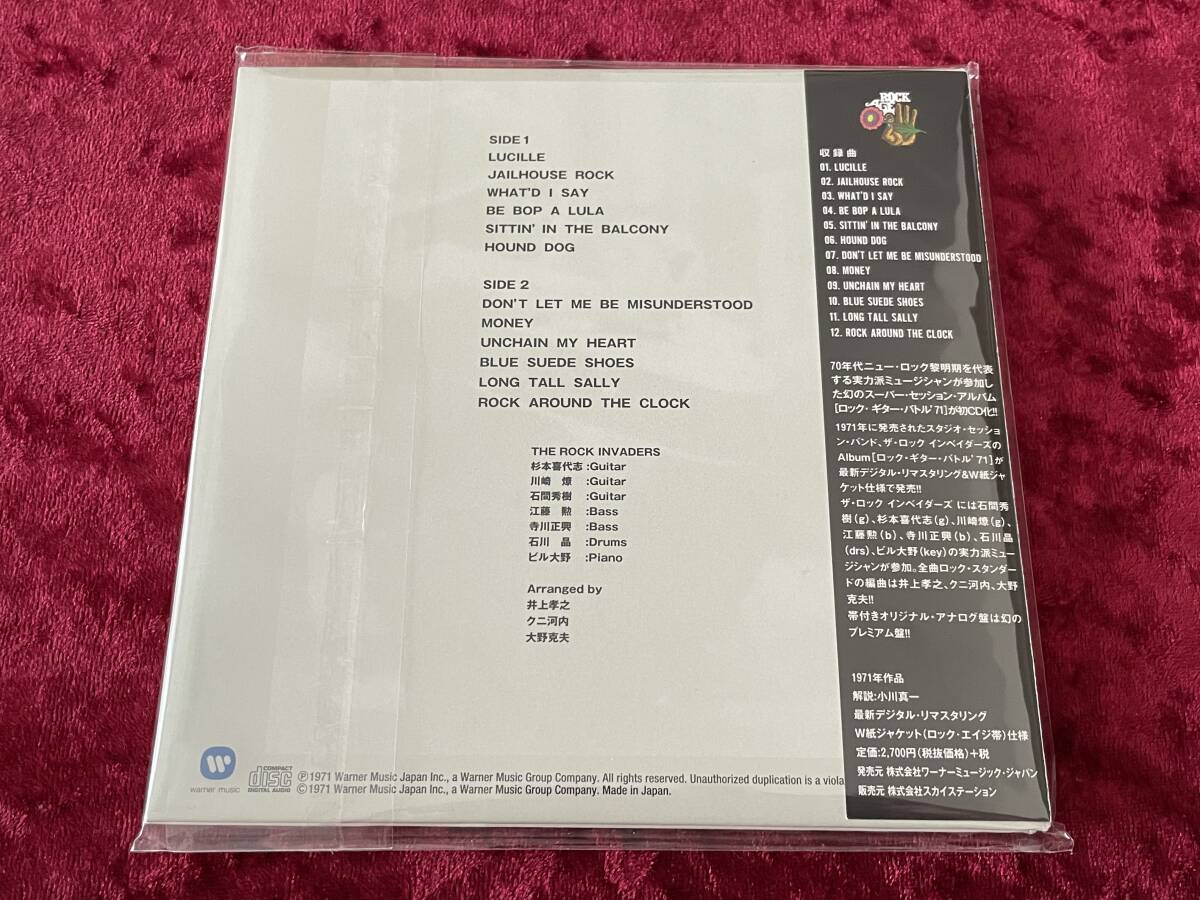 SIDE 1
LUCILLE
JAILHOUSE ROCK
WHAT'D I SAY
BE BOP A LULA
SITTIN' IN THE BALCONY
HOUND DOG
SIDE 2
DON'T LET ME BE MISUNDERSTOOD
MONEY
UNCHAIN MY HEART
BLUE SUEDE SHOES
LONG TALL SALLY
ROCK AROUND THE CLOCK
THE ROCK INVADERS
杉本喜代志 :Guitar
川崎 燎 :Guitar
石間秀樹 :Guitar
江藤 勲 :Bass
寺川正興 :Bass
石川 晶 :Drums
ビル大野 :Piano
Arranged by
井上孝之
クニ河内
大野克夫
warner music
COMPACT
disc
DIGITAL AUDIO
Ⓟ1971 Warner Music Japan Inc., a Warner Music Group Company. All rights reserved. Unauthorized duplication is a viola
©1971 Warner Music Japan Inc., a Warner Music Group Company. Made in Japan.
ROCK
AGE
収録曲
01. LUCILLE
02. JAILHOUSE ROCK
03. WHAT'D I SAY
04. BE BOP A LULA
05. SITTIN' IN THE BALCONY
06. HOUND DOG
07. DON'T LET ME BE MISUNDERSTOOD
08. MONEY
09. UNCHAIN MY HEART
10. BLUE SUEDE SHOES
11. LONG TALL SALLY
12. ROCK AROUND THE CLOCK
70年代ニュー・ロック黎明期を代表
する実力派ミュージシャンが参加し
た幻のスーパー・セッション・アルバム
[ロック・ギター・バトル'71]が初CD化!!
1971年に発売されたスタジオ・セッショ
ン・バンド、ザ・ロック インベイダーズの
Album[ロック・ギター・バトル'71]が
最新デジタル・リマスタリング&W紙ジャ
ケット仕様で発売!!
ザ・ロック インベイダーズ には石間秀
樹(g)、杉本喜代志(g)、川崎燎(g)、
江藤勲(b)、寺川正興(b)、石川晶
(drs)、ビル大野(key)の実力派ミュー
ジシャンが参加。全曲ロック・スタンダー
ドの編曲は井上孝之、クニ河内、大野
克夫!!
帯付きオリジナル・アナログ盤は幻の
プレミアム盤!!
1971年作品
解説:小川真一
最新デジタル・リマスタリング
W紙ジャケット(ロック・エイジ帯)仕様
定価:2,700円(税抜価格)+税
発売元 株式会社ワーナーミュージック・ジャパン
販売元 株式会社スカイステーション